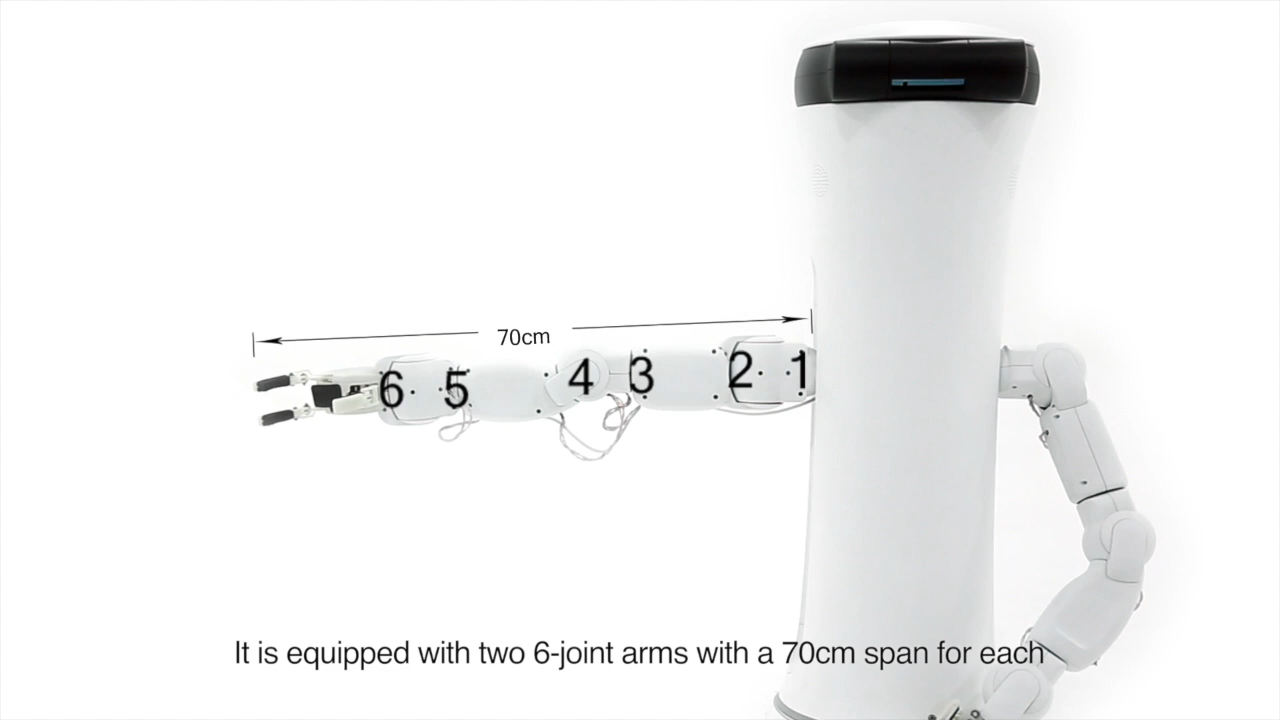 70cm
6 5 4 3 2 1
It is equipped with two 6-joint arms with a 70cm span for each